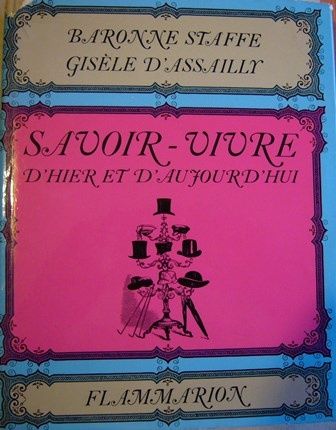 BARONNE STAFFE
GISÈLE D'ASSAILLY
SAVOIR-VIVRE
D'HIER ET D'AUJOURD'HUI
FLAMMARION